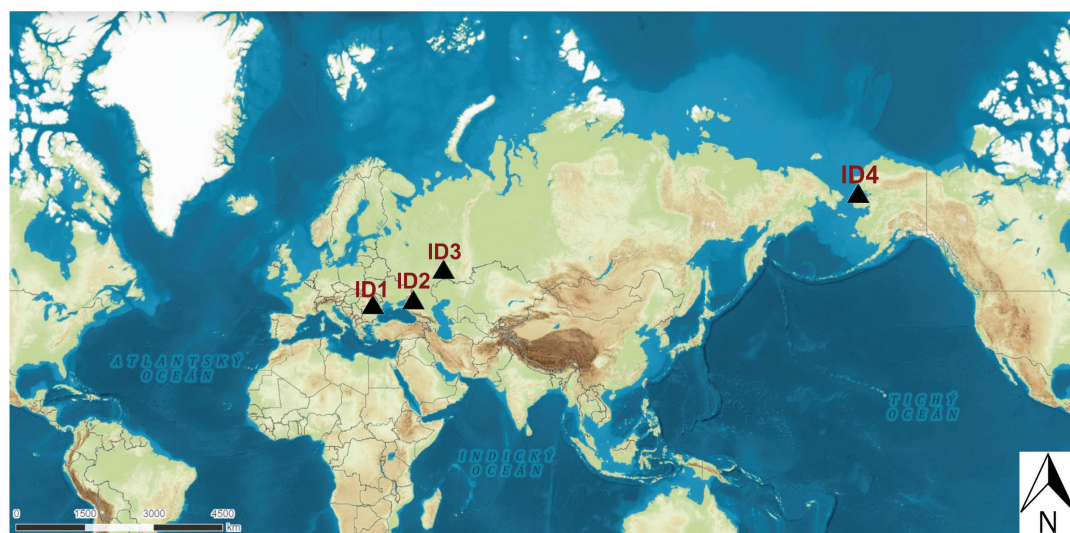 ID4
ID3
ID2
ID1
ATLANTSKÝ
OCEÁN
TICHÝ
OCEÁN
INDICKÝ
OCEÁN
0 1500 3000 4500
km
N